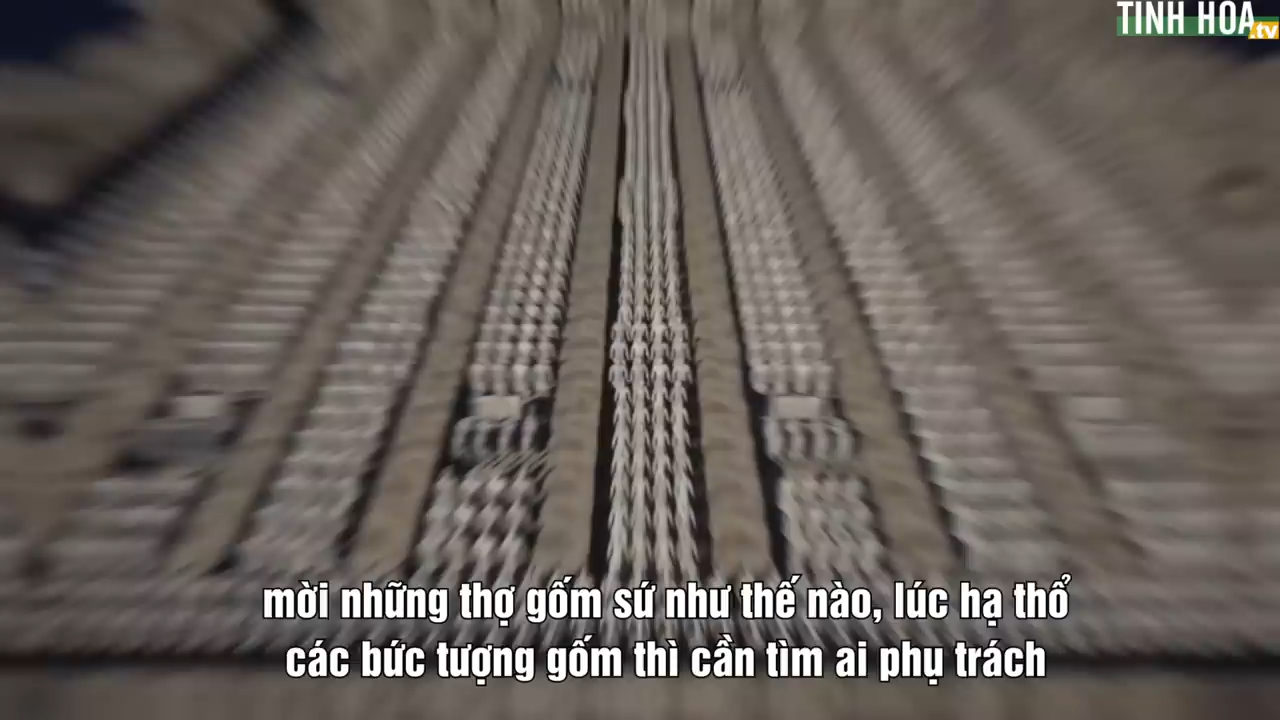 TINH HOA
.tv
mời những thợ gốm sứ như thế nào, lúc hạ thổ
các bức tượng gốm thì cần tìm ai phụ trách